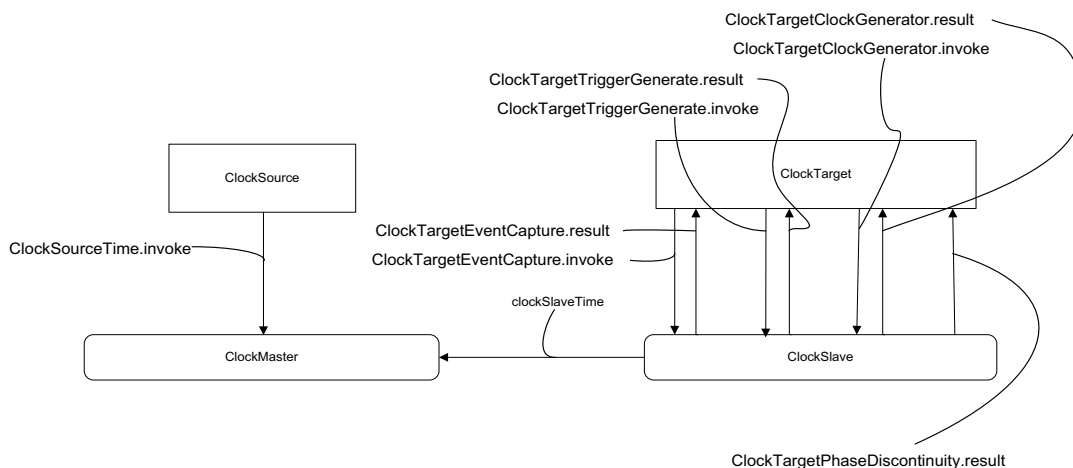 ClockTargetClockGenerator.result
ClockTargetClockGenerator.invoke
ClockTargetTriggerGenerate.result
ClockTargetTriggerGenerate.invoke
ClockSource
ClockTarget
ClockTargetEventCapture.result
ClockSourceTime.invoke
ClockTargetEventCapture.invoke
clockSlaveTime
ClockMaster
ClockSlave
ClockTargetPhaseDiscontinuity.result